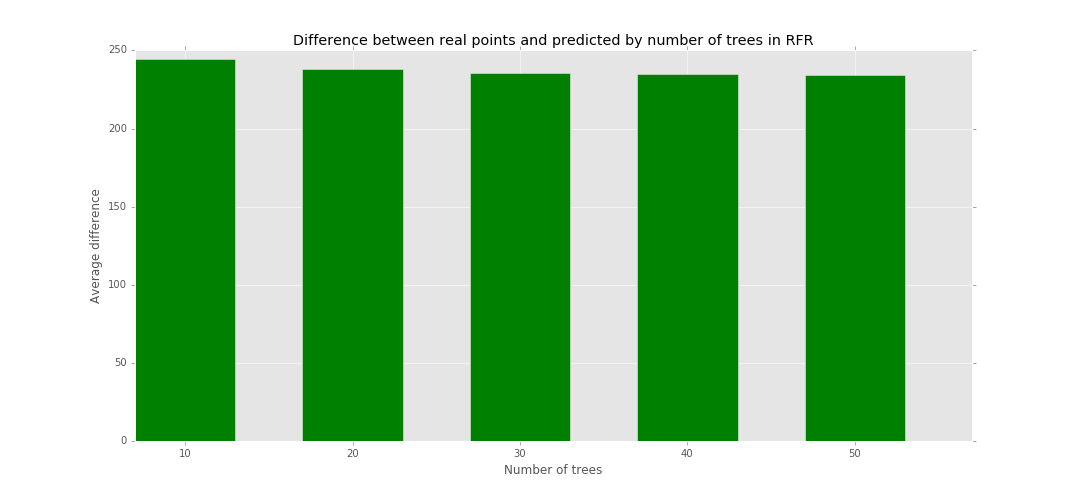 Difference between real points and predicted by number of trees in RFR
250
200
150
100
50
0
Average difference
10 20 30 40 50
Number of trees